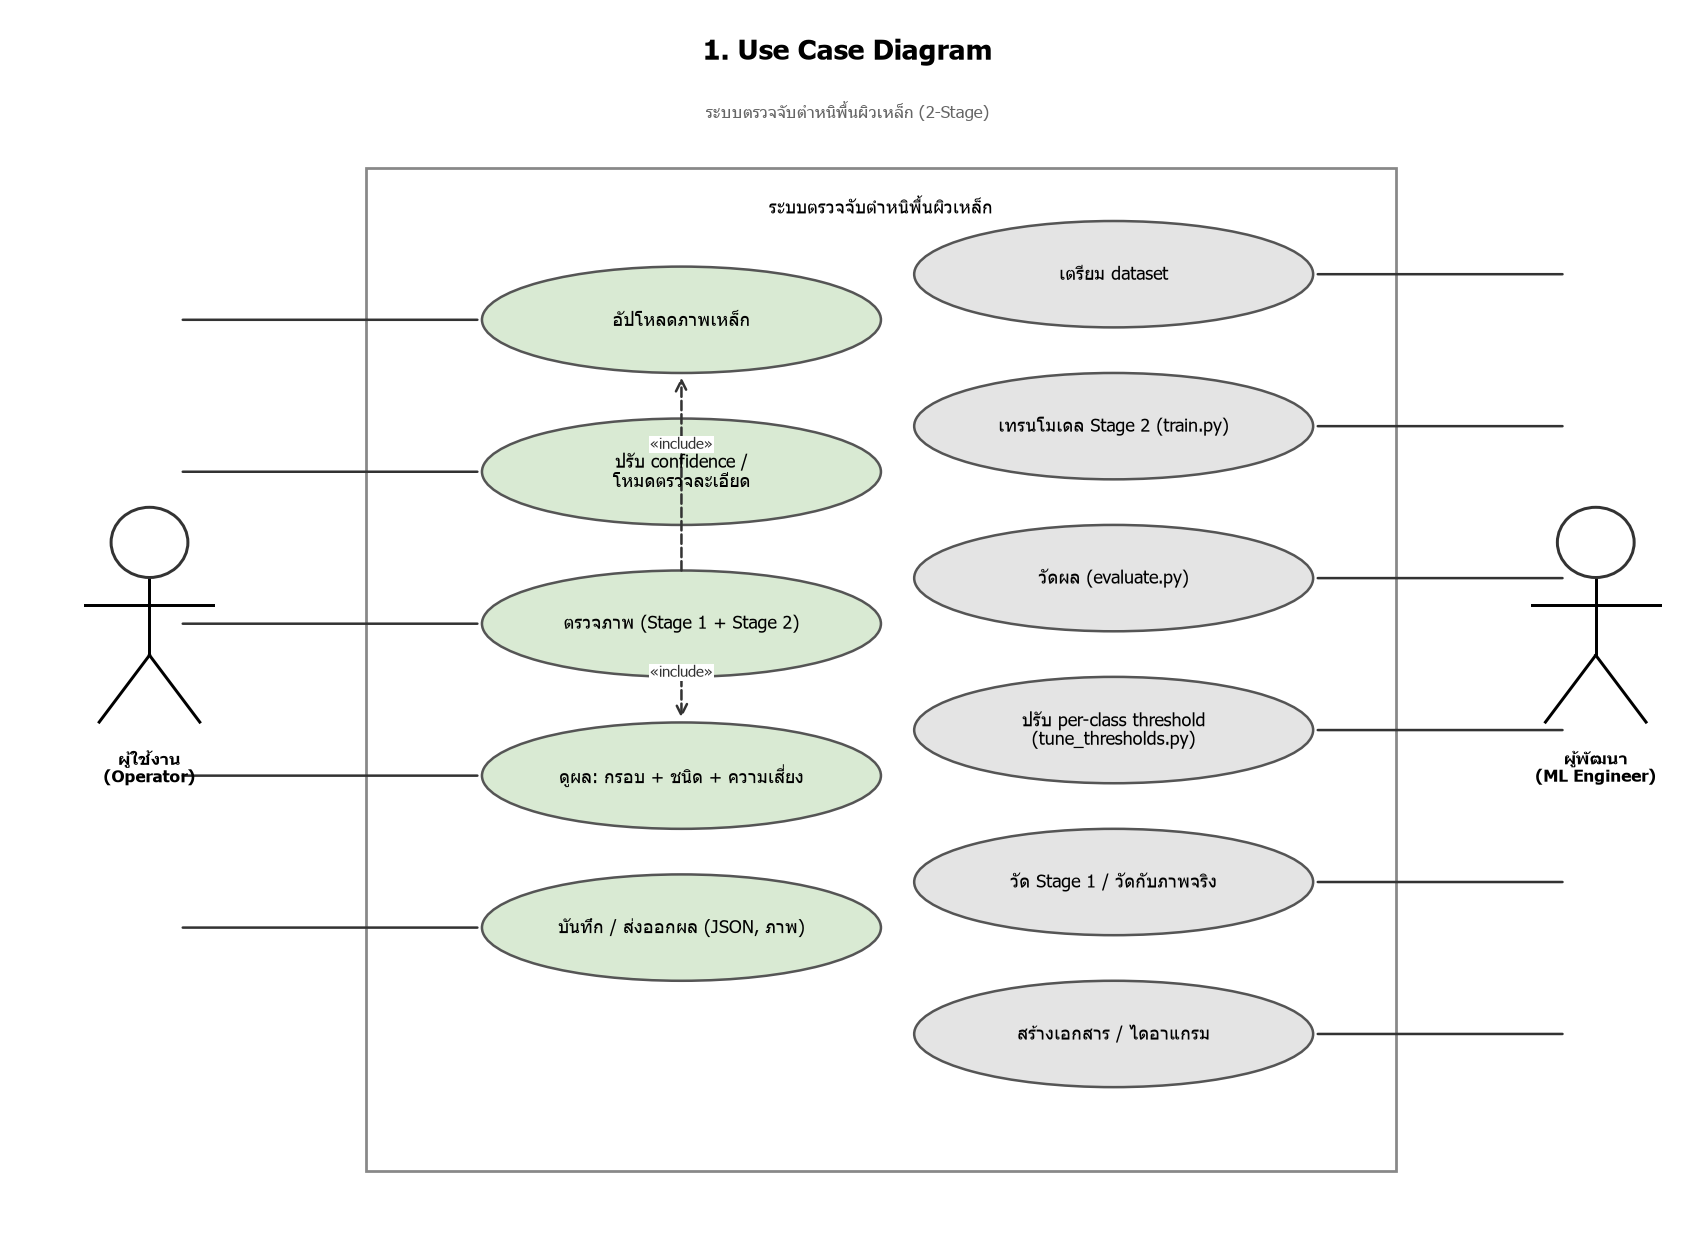 1. Use Case Diagram
ระบบตรวจจับตำหนิพื้นผิวเหล็ก (2-Stage)
ระบบตรวจจับตำหนิพื้นผิวเหล็ก
อัปโหลดภาพเหล็ก
«include»
ปรับ confidence /
โหมดตรวจละเอียด
ตรวจภาพ (Stage 1 + Stage 2)
«include»
ดูผล: กรอบ + ชนิด + ความเสี่ยง
บันทึก / ส่งออกผล (JSON, ภาพ)
เตรียม dataset
เทรนโมเดล Stage 2 (train.py)
วัดผล (evaluate.py)
ปรับ per-class threshold
(tune_thresholds.py)
วัด Stage 1 / วัดกับภาพจริง
สร้างเอกสาร / ไดอาแกรม
ผู้ใช้งาน
(Operator)
ผู้พัฒนา
(ML Engineer)